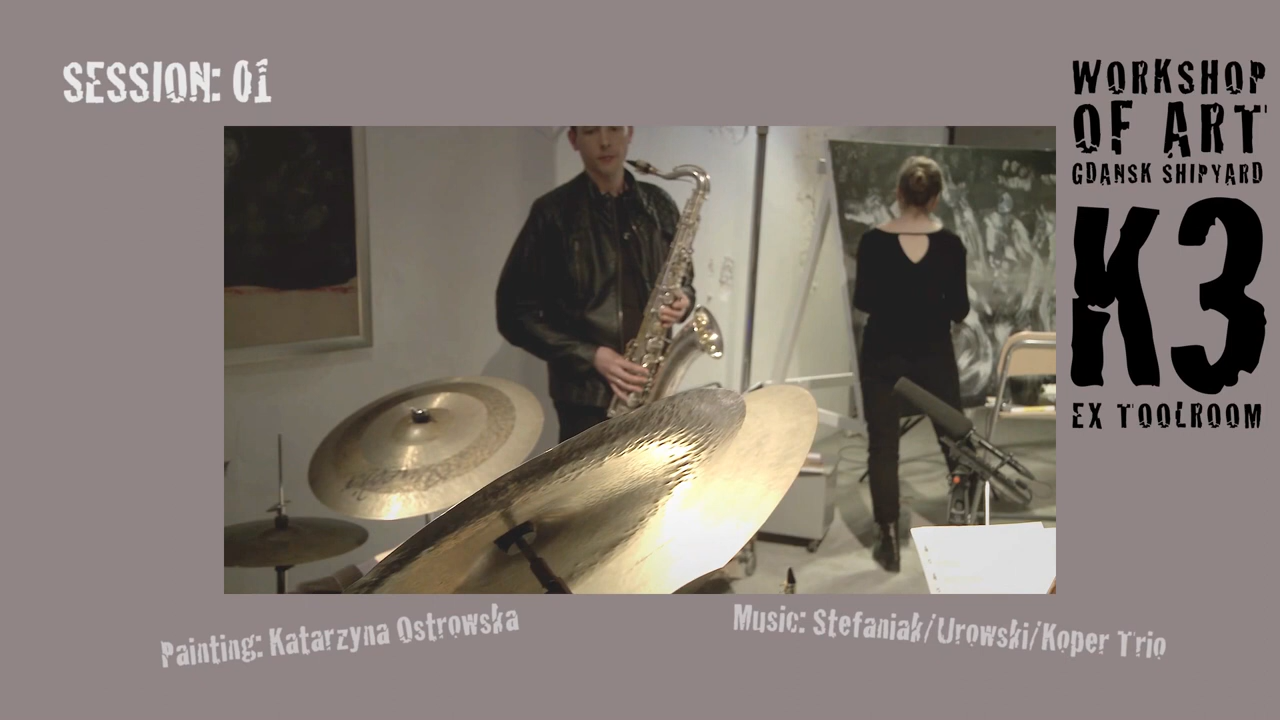 SESSION: 01
WORKSHOP
OF ART
GDANSK SHIPYARD
K3
EX TOOLROOM
Painting: Katarzyna Ostrowska
Music: Stefaniak/Urowski/Koper Trio